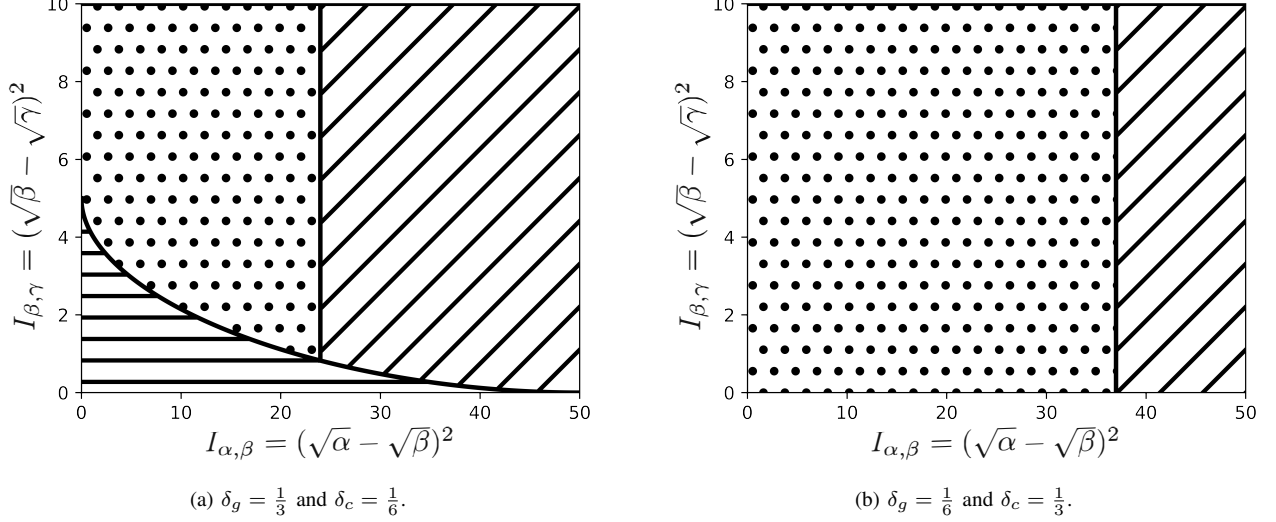 10
8
6
4
2
0
I_{β,γ} = (√β − √γ)^2
0 10 20 30 40 50
I_{α,β} = (√α − √β)^2
(a) δ_g = 1/3 and δ_c = 1/6.
10
8
6
4
2
0
I_{β,γ} = (√β − √γ)^2
0 10 20 30 40 50
I_{α,β} = (√α − √β)^2
(b) δ_g = 1/6 and δ_c = 1/3.